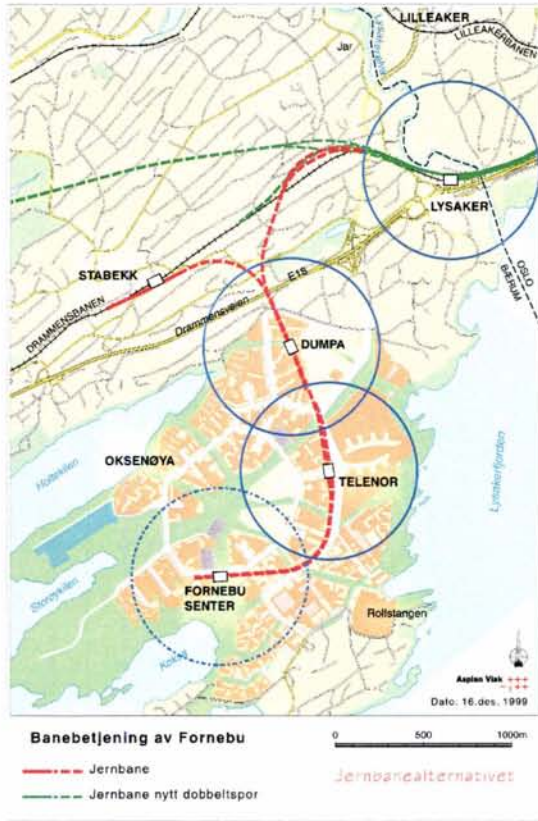 LILLEAKER
LILLEAKERBANEN
Jar
LYSAKER
STABEKK
OSLO
BÆRUM
E18
DRAMMENSBANEN
Drammensveien
DUMPA
OKSENØYA
Holtekilen
TELENOR
Lysakerfjorden
Storøykilen
FORNEBU
SENTER
Rolfstangen
Koksa
Asplan Viak
Dato: 16.des. 1999
Banebetjening av Fornebu
0 500 1000m
Jernbane
Jernbanealternativet
Jernbane nytt dobbeltspor